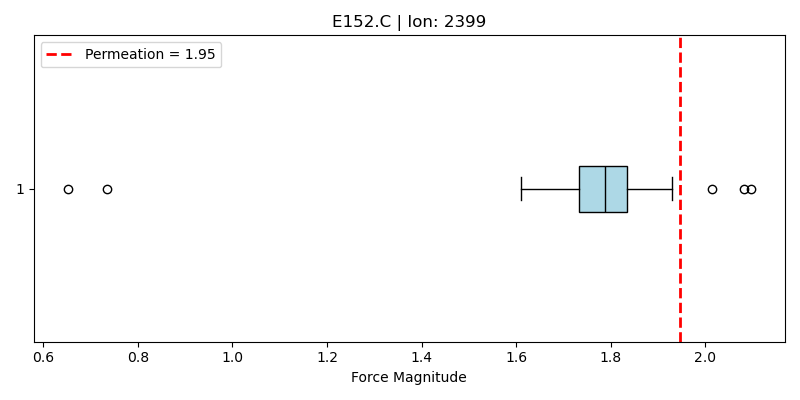 E152.C | Ion: 2399
Permeation = 1.95
1
0.6 0.8 1.0 1.2 1.4 1.6 1.8 2.0
Force Magnitude